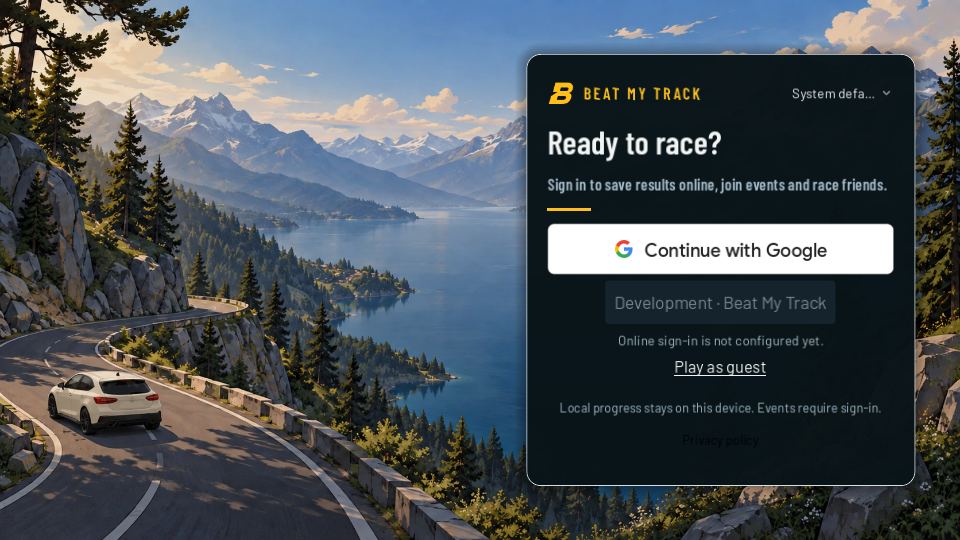 BEAT MY TRACK
System defa...
Ready to race?
Sign in to save results online, join events and race friends.
Continue with Google
Development · Beat My Track
Online sign-in is not configured yet.
Play as guest
Local progress stays on this device. Events require sign-in.
Privacy policy